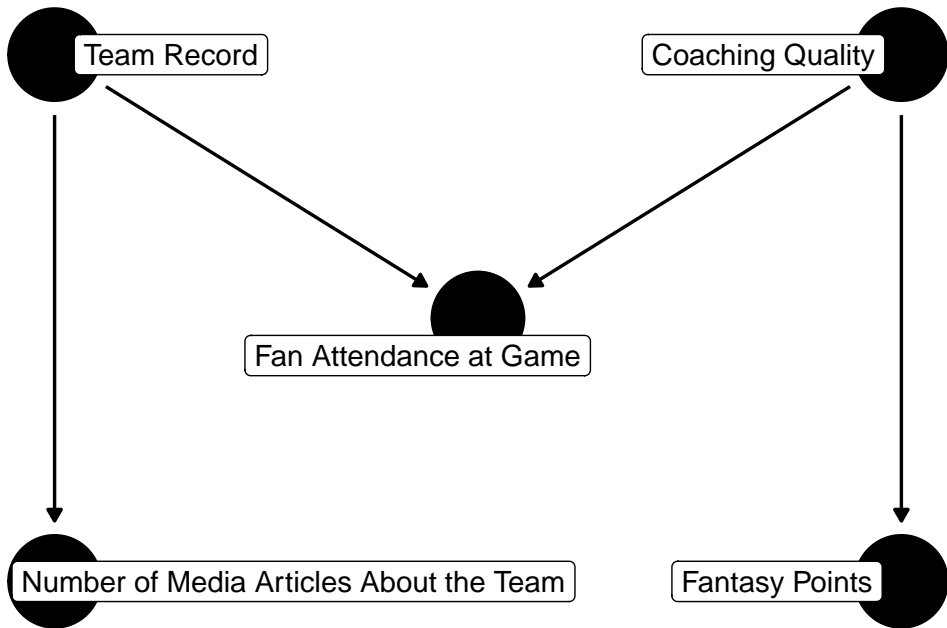 Team Record
Coaching Quality
Fan Attendance at Game
Number of Media Articles About the Team
Fantasy Points